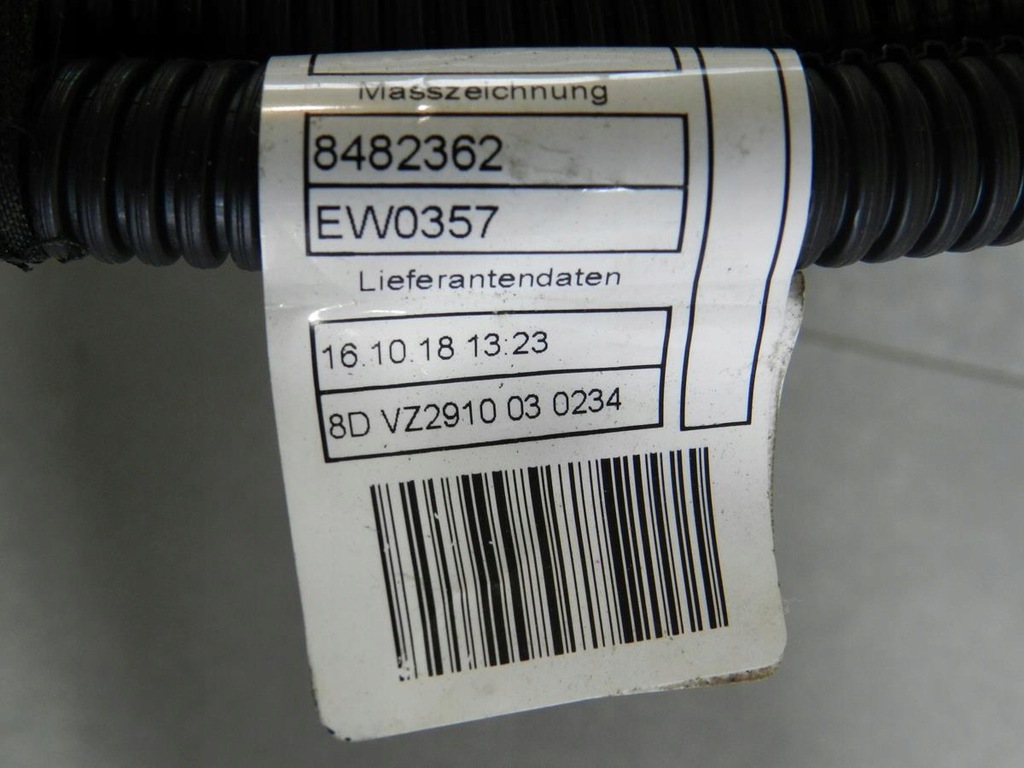 Masszeichnung
8482362
EW0357
Lieferantendaten
16.10.18 13:23
8D VZ2910 03 0234